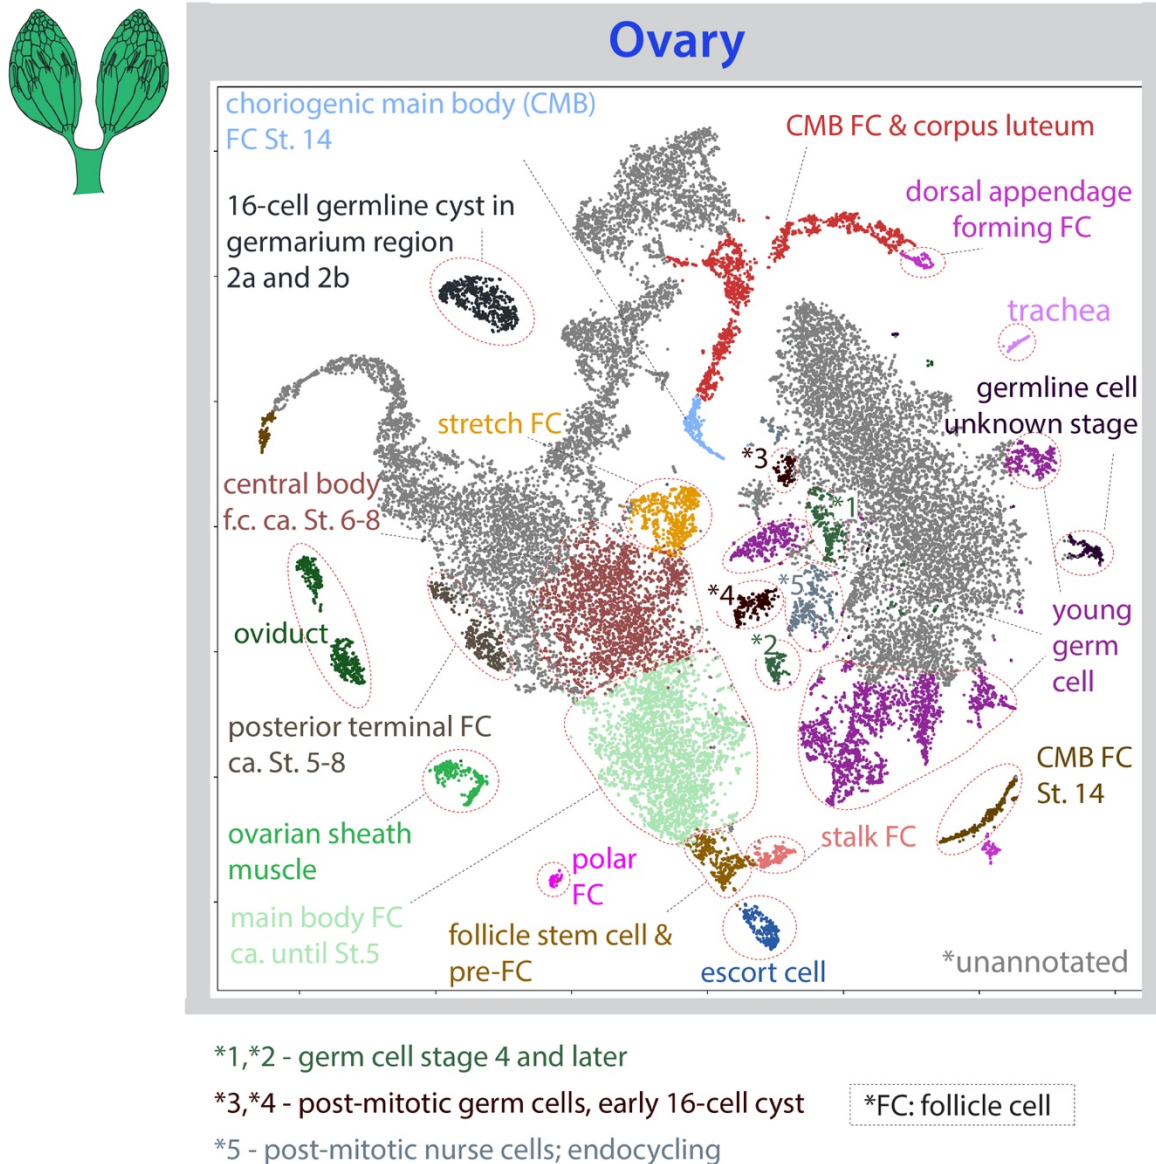 Ovary
choriogenic main body (CMB)
FC St. 14
CMB FC & corpus luteum
dorsal appendage
forming FC
16-cell germline cyst in
germarium region
2a and 2b
trachea
germline cell
unknown stage
stretch FC
*3
central body
f.c. ca. St. 6-8
*1
*4
*5
oviduct
*2
young
germ
cell
posterior terminal FC
ca. St. 5-8
CMB FC
St. 14
ovarian sheath
muscle
stalk FC
polar
FC
main body FC
ca. until St.5
follicle stem cell &
pre-FC
escort cell
*unannotated
*1,*2 - germ cell stage 4 and later
*3,*4 - post-mitotic germ cells, early 16-cell cyst
*FC: follicle cell
*5 - post-mitotic nurse cells; endocycling